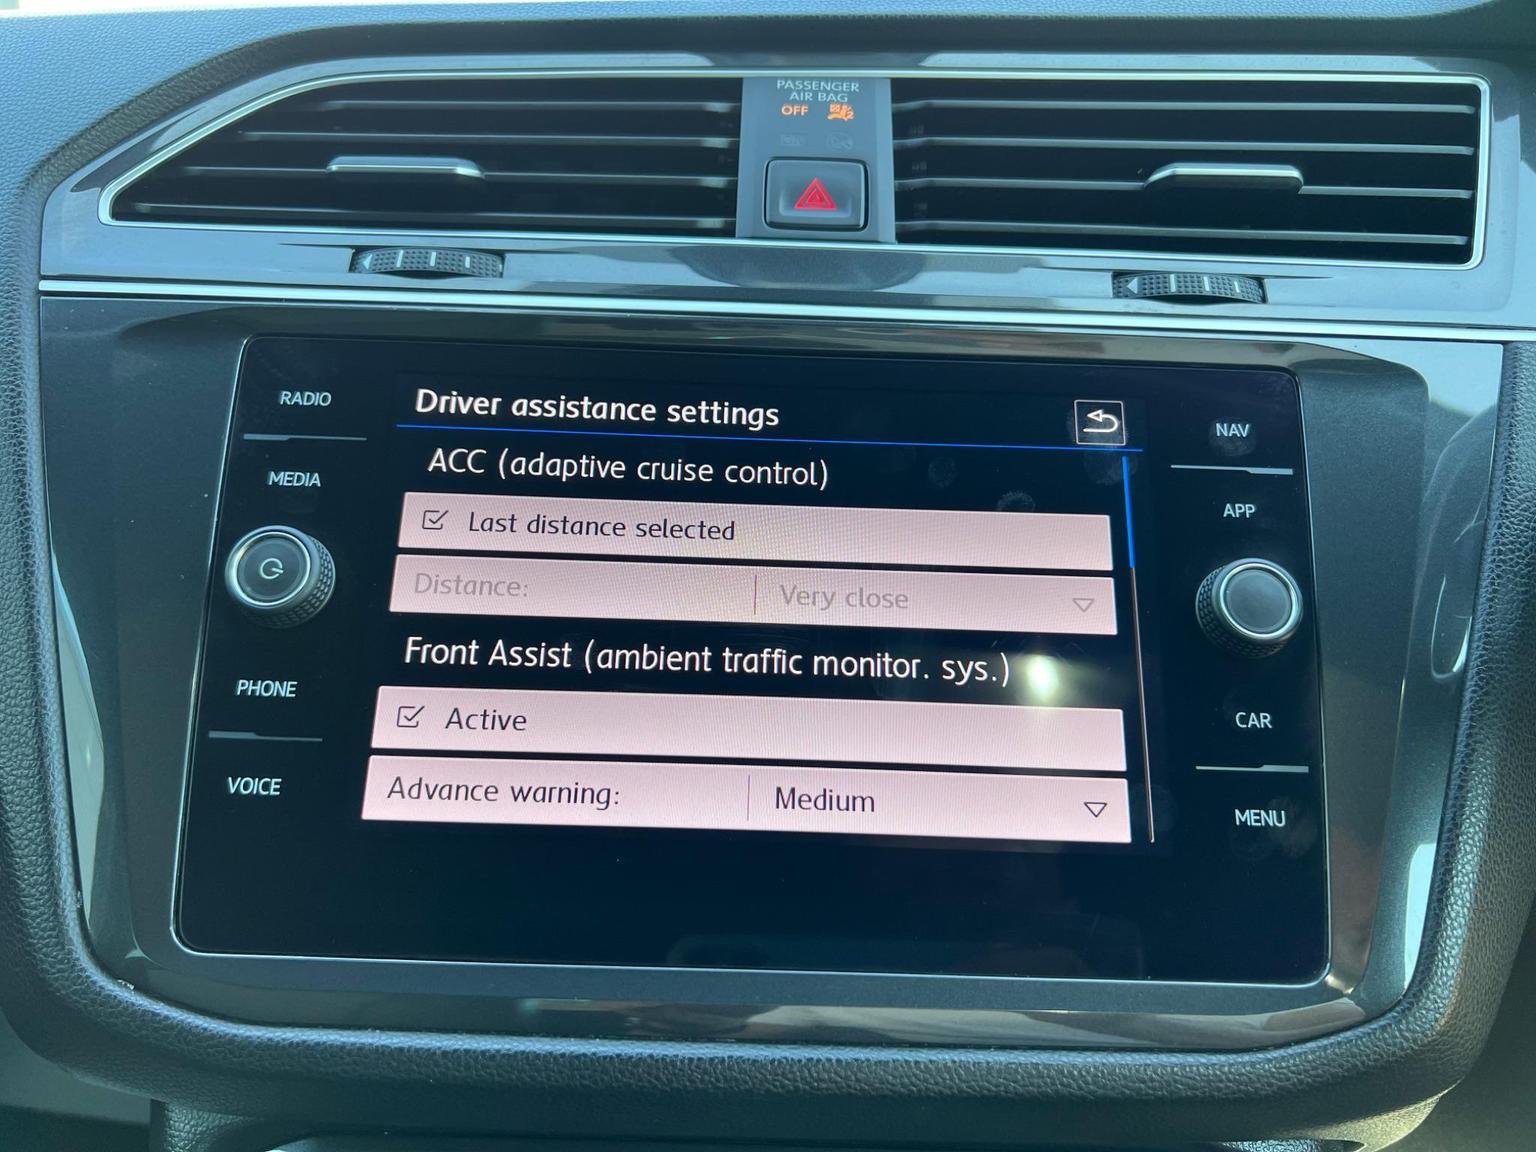 PASSENGER
AIR BAG
OFF
RADIO
MEDIA
PHONE
VOICE
Driver assistance settings
ACC (adaptive cruise control)
Last distance selected
Distance: Very close
Front Assist (ambient traffic monitor. sys.)
Active
Advance warning: Medium
NAV
APP
CAR
MENU